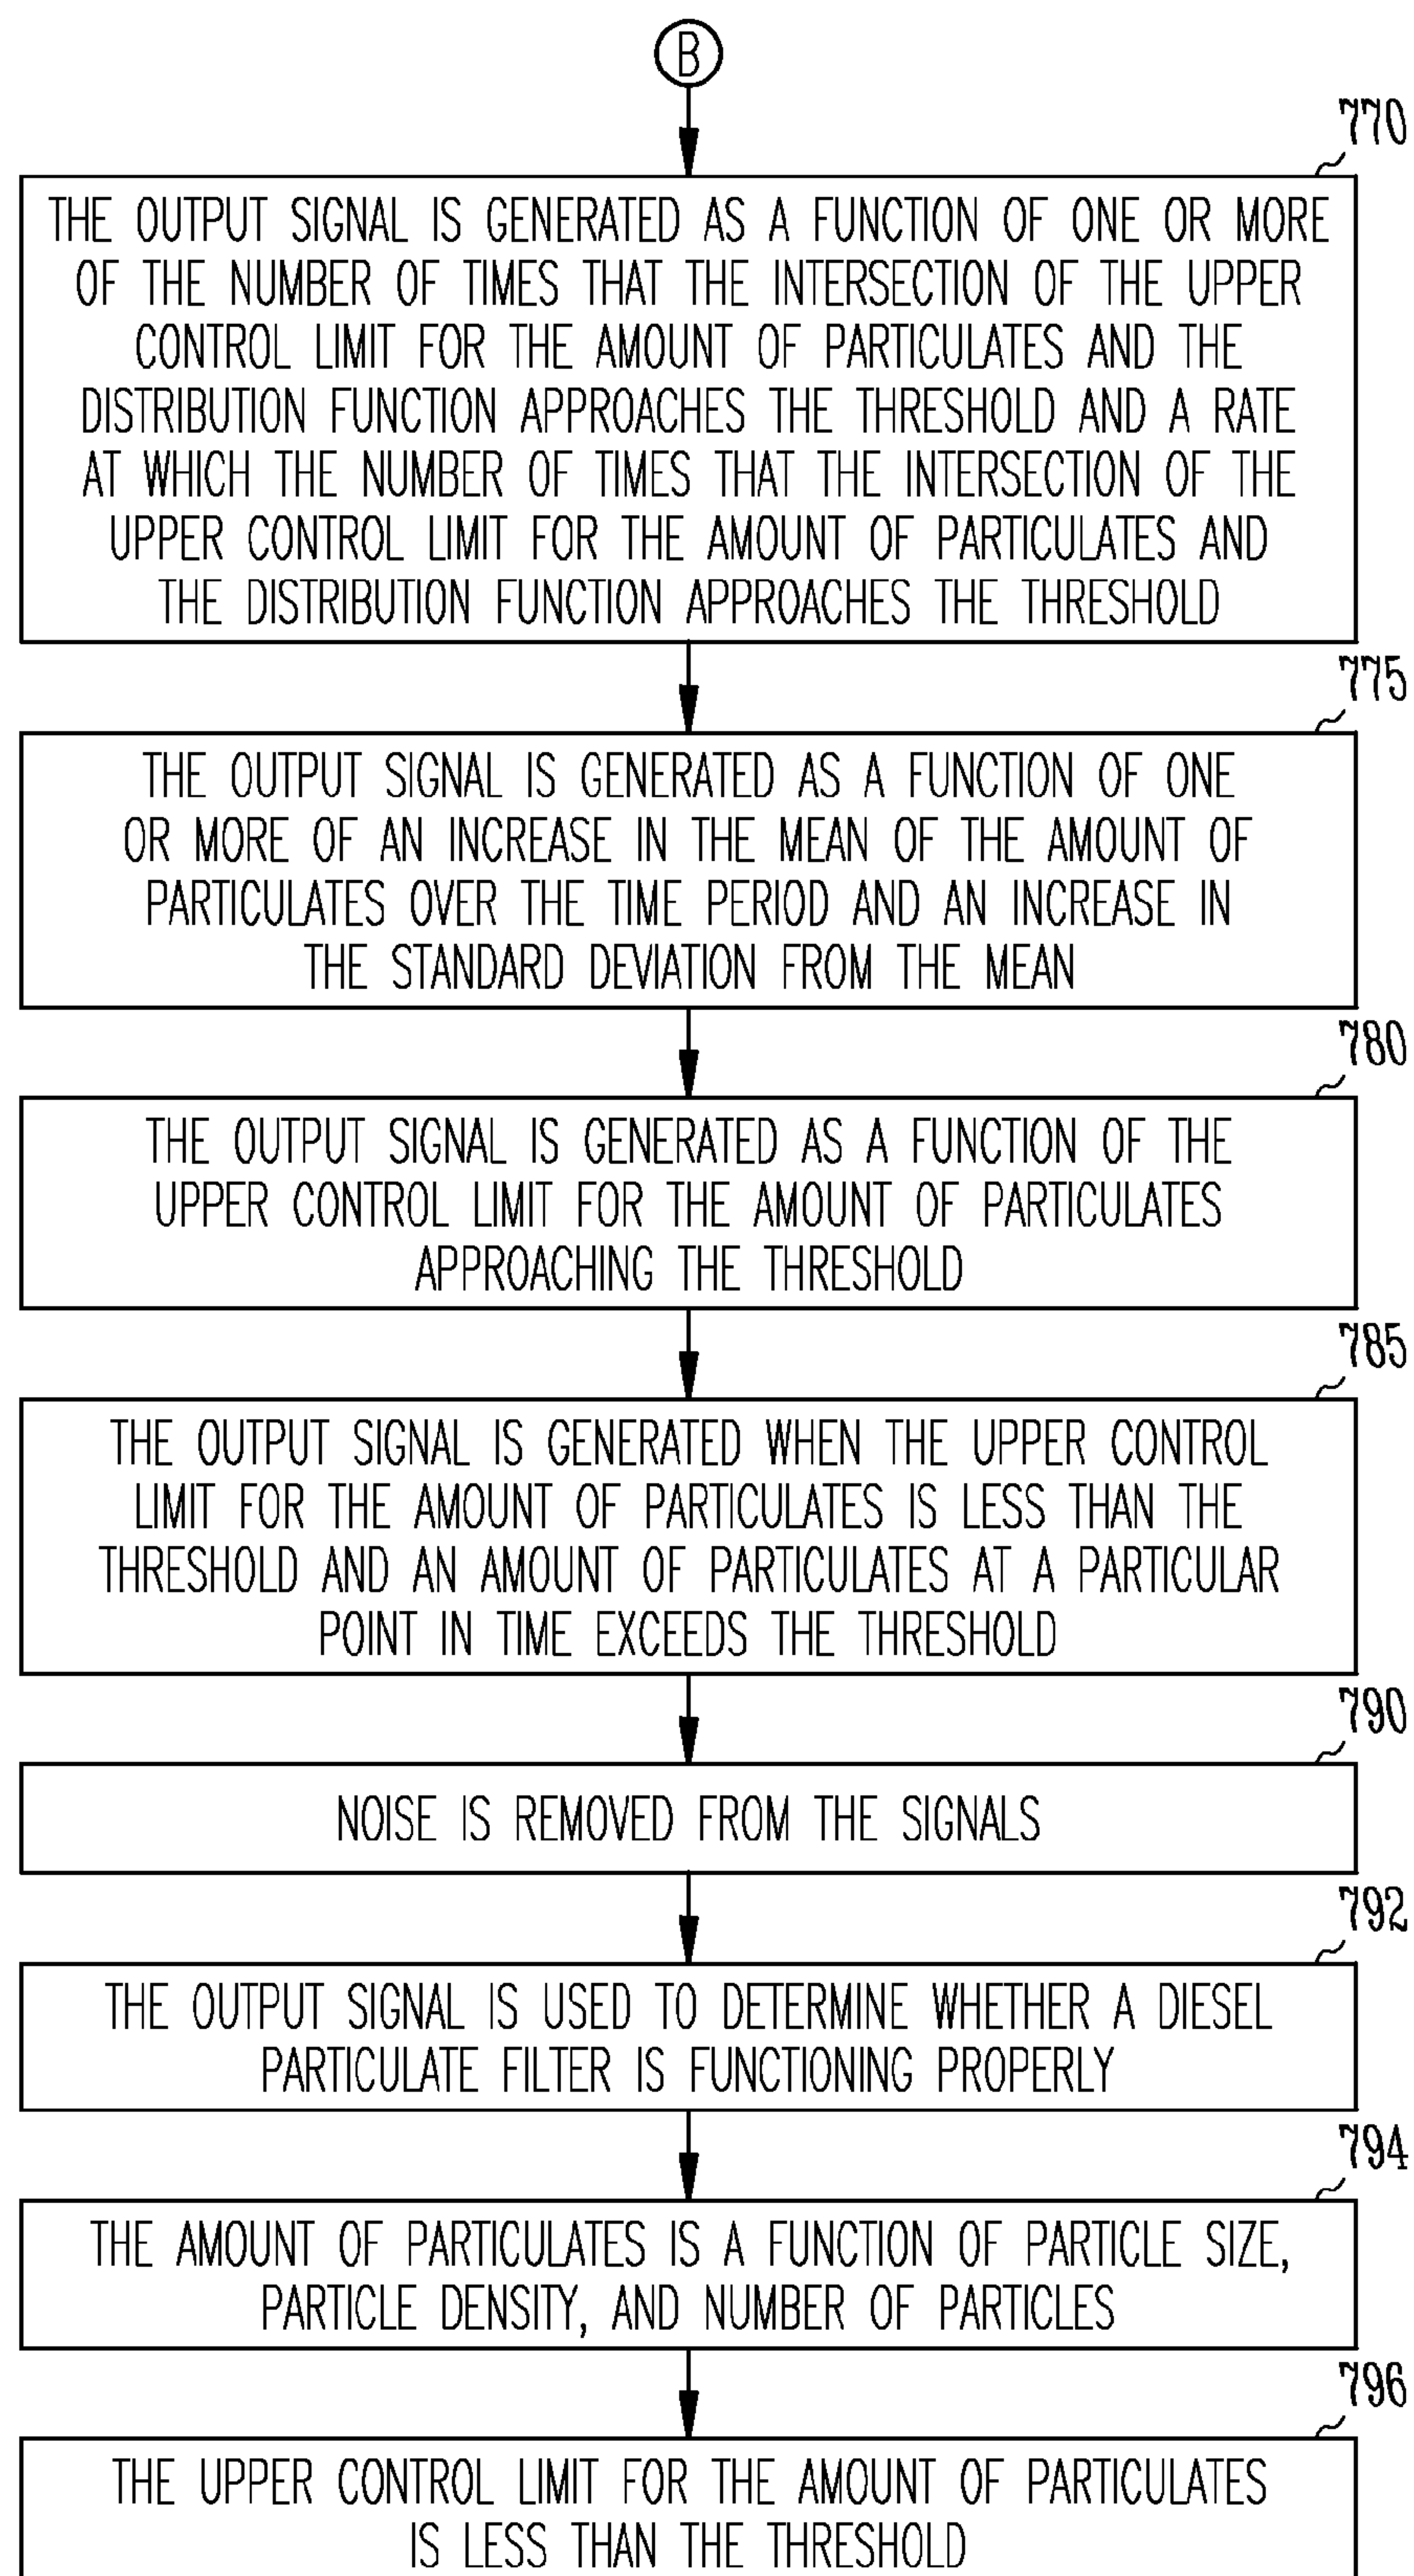 B
770
THE OUTPUT SIGNAL IS GENERATED AS A FUNCTION OF ONE OR MORE
OF THE NUMBER OF TIMES THAT THE INTERSECTION OF THE UPPER
CONTROL LIMIT FOR THE AMOUNT OF PARTICULATES AND THE
DISTRIBUTION FUNCTION APPROACHES THE THRESHOLD AND A RATE
AT WHICH THE NUMBER OF TIMES THAT THE INTERSECTION OF THE
UPPER CONTROL LIMIT FOR THE AMOUNT OF PARTICULATES AND
THE DISTRIBUTION FUNCTION APPROACHES THE THRESHOLD
775
THE OUTPUT SIGNAL IS GENERATED AS A FUNCTION OF ONE
OR MORE OF AN INCREASE IN THE MEAN OF THE AMOUNT OF
PARTICULATES OVER THE TIME PERIOD AND AN INCREASE IN
THE STANDARD DEVIATION FROM THE MEAN
780
THE OUTPUT SIGNAL IS GENERATED AS A FUNCTION OF THE
UPPER CONTROL LIMIT FOR THE AMOUNT OF PARTICULATES
APPROACHING THE THRESHOLD
785
THE OUTPUT SIGNAL IS GENERATED WHEN THE UPPER CONTROL
LIMIT FOR THE AMOUNT OF PARTICULATES IS LESS THAN THE
THRESHOLD AND AN AMOUNT OF PARTICULATES AT A PARTICULAR
POINT IN TIME EXCEEDS THE THRESHOLD
790
NOISE IS REMOVED FROM THE SIGNALS
792
THE OUTPUT SIGNAL IS USED TO DETERMINE WHETHER A DIESEL
PARTICULATE FILTER IS FUNCTIONING PROPERLY
794
THE AMOUNT OF PARTICULATES IS A FUNCTION OF PARTICLE SIZE,
PARTICLE DENSITY, AND NUMBER OF PARTICLES
796
THE UPPER CONTROL LIMIT FOR THE AMOUNT OF PARTICULATES
IS LESS THAN THE THRESHOLD